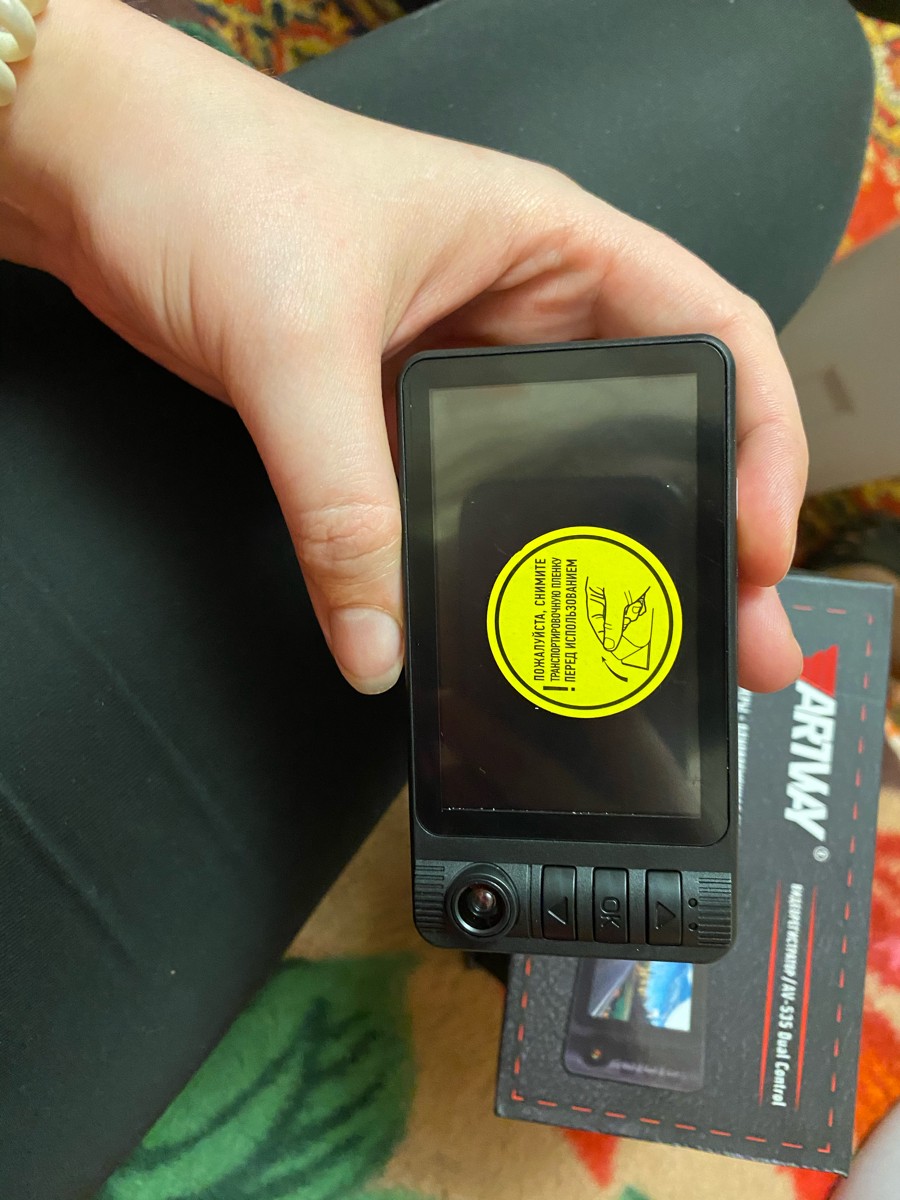 ПОЖАЛУЙСТА, СНИМИТЕ
ТРАНСПОРТИРОВОЧНУЮ ПЛЕНКУ
! ПЕРЕД ИСПОЛЬЗОВАНИЕМ
OK
ARTWAY®
ВИДЕОРЕГИСТРАТОР / AV-535 Dual Control